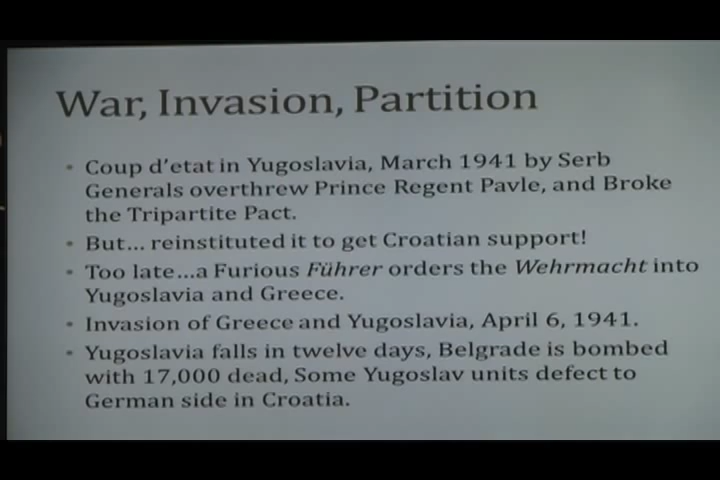 War, Invasion, Partition
• Coup d'etat in Yugoslavia, March 1941 by Serb
Generals overthrew Prince Regent Pavle, and Broke
the Tripartite Pact.
• But... reinstituted it to get Croatian support!
• Too late...a Furious Führer orders the Wehrmacht into
Yugoslavia and Greece.
• Invasion of Greece and Yugoslavia, April 6, 1941.
• Yugoslavia falls in twelve days, Belgrade is bombed
with 17,000 dead, Some Yugoslav units defect to
German side in Croatia.